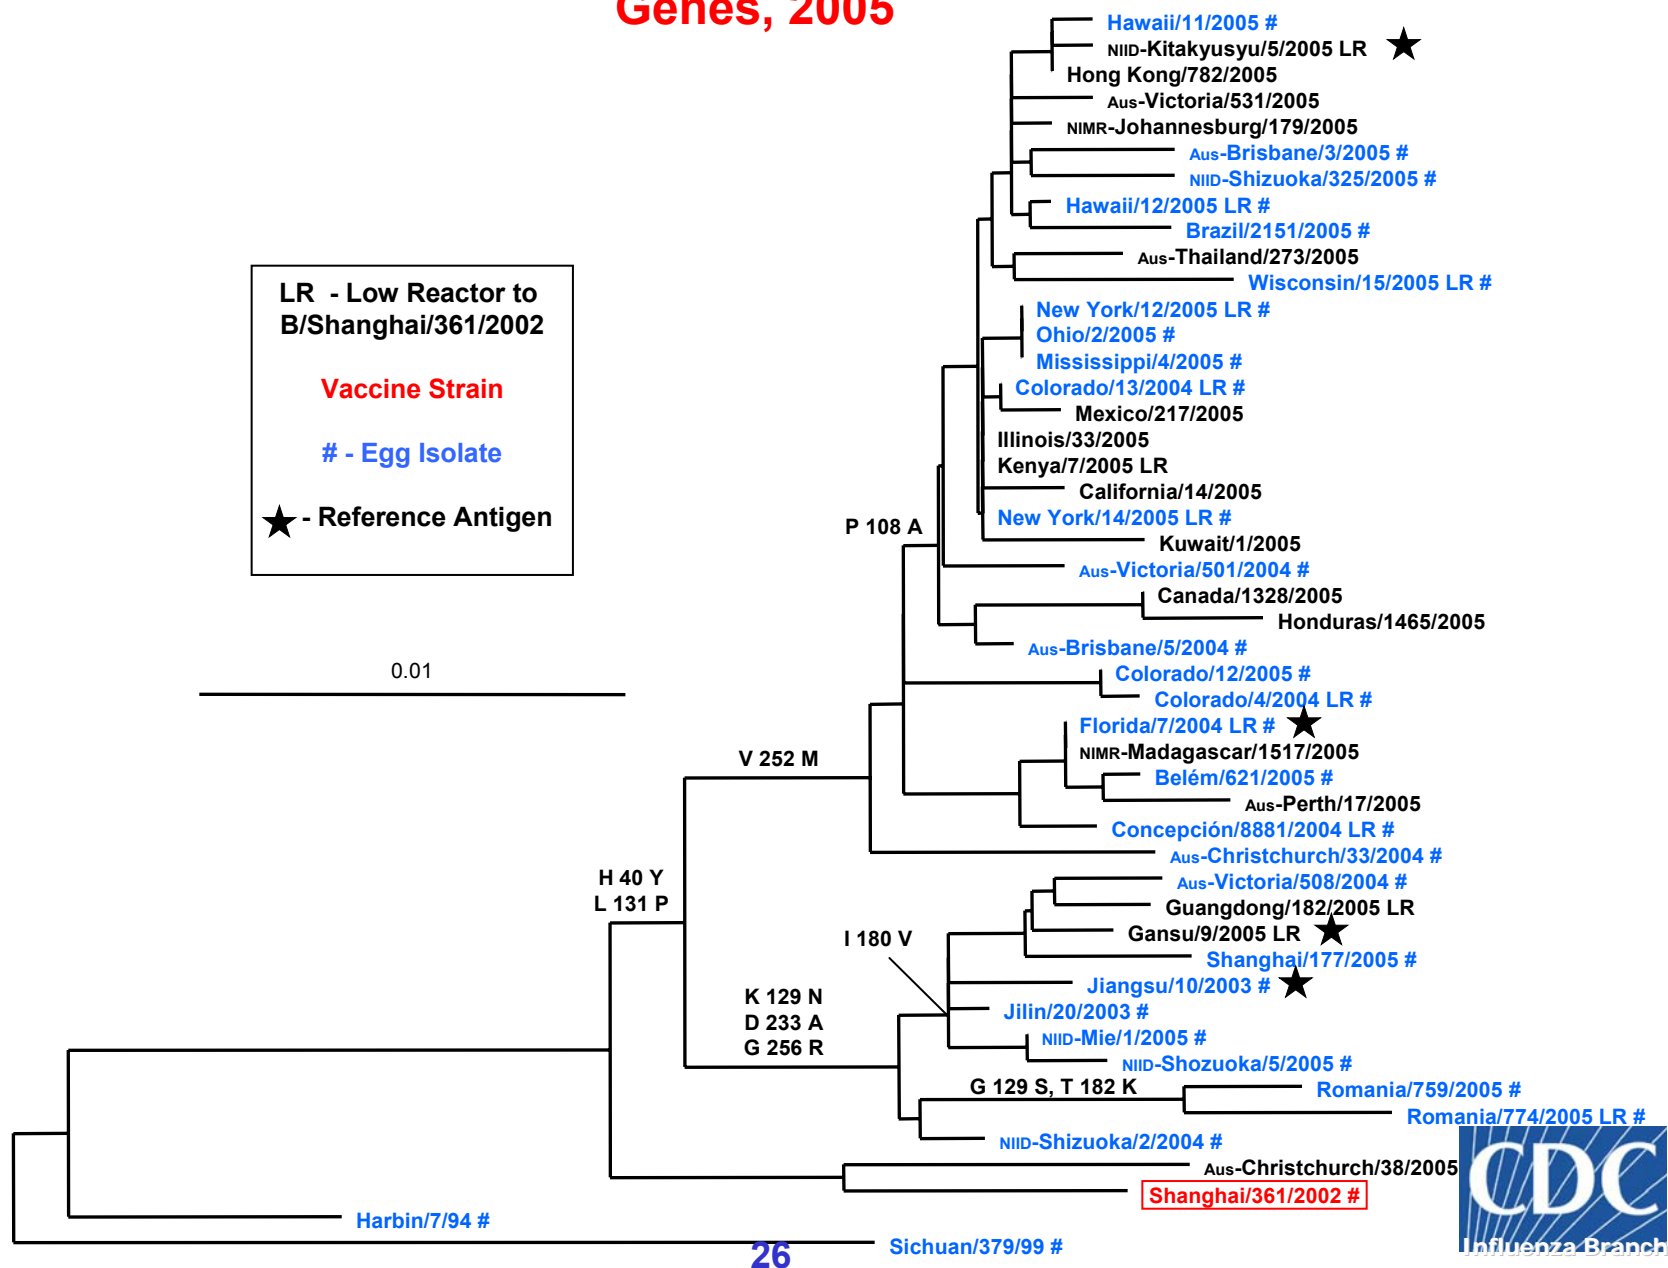 Genes, 2005
Hawaii/11/2005 #
NIID-Kitakyusyu/5/2005 LR
Hong Kong/782/2005
Aus-Victoria/531/2005
NIMR-Johannesburg/179/2005
Aus-Brisbane/3/2005 #
NIID-Shizuoka/325/2005 #
Hawaii/12/2005 LR #
Brazil/2151/2005 #
Aus-Thailand/273/2005
Wisconsin/15/2005 LR #
LR - Low Reactor to
B/Shanghai/361/2002
Vaccine Strain
# - Egg Isolate
★ - Reference Antigen
New York/12/2005 LR #
Ohio/2/2005 #
Mississippi/4/2005 #
Colorado/13/2004 LR #
Mexico/217/2005
Illinois/33/2005
Kenya/7/2005 LR
California/14/2005
New York/14/2005 LR #
P 108 A
Kuwait/1/2005
Aus-Victoria/501/2004 #
Canada/1328/2005
Honduras/1465/2005
Aus-Brisbane/5/2004 #
0.01
Colorado/12/2005 #
Colorado/4/2004 LR #
Florida/7/2004 LR #
NIMR-Madagascar/1517/2005
V 252 M
Belém/621/2005 #
Aus-Perth/17/2005
Concepción/8881/2004 LR #
Aus-Christchurch/33/2004 #
H 40 Y
L 131 P
Aus-Victoria/508/2004 #
Guangdong/182/2005 LR
Gansu/9/2005 LR
I 180 V
Shanghai/177/2005 #
Jiangsu/10/2003 #
K 129 N
D 233 A
G 256 R
Jilin/20/2003 #
NIID-Mie/1/2005 #
NIID-Shozuoka/5/2005 #
G 129 S, T 182 K
Romania/759/2005 #
Romania/774/2005 LR #
NIID-Shizuoka/2/2004 #
Aus-Christchurch/38/2005
Shanghai/361/2002 #
CDC
Influenza Branch
Harbin/7/94 #
Sichuan/379/99 #
26